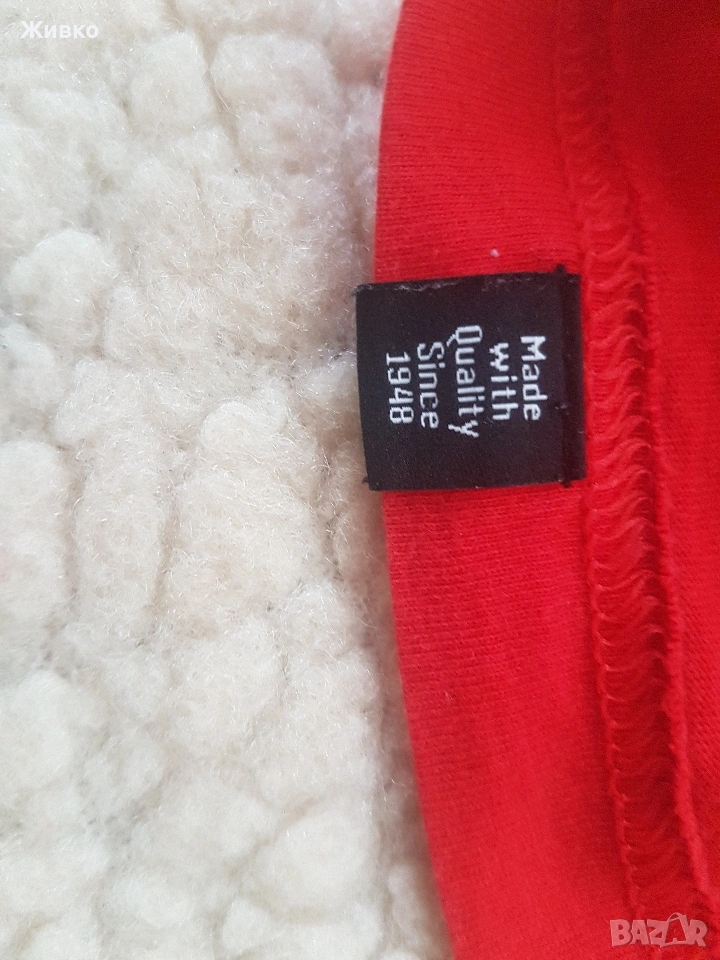 Живко
Made
with
Quality
Since
1948
BAZAR